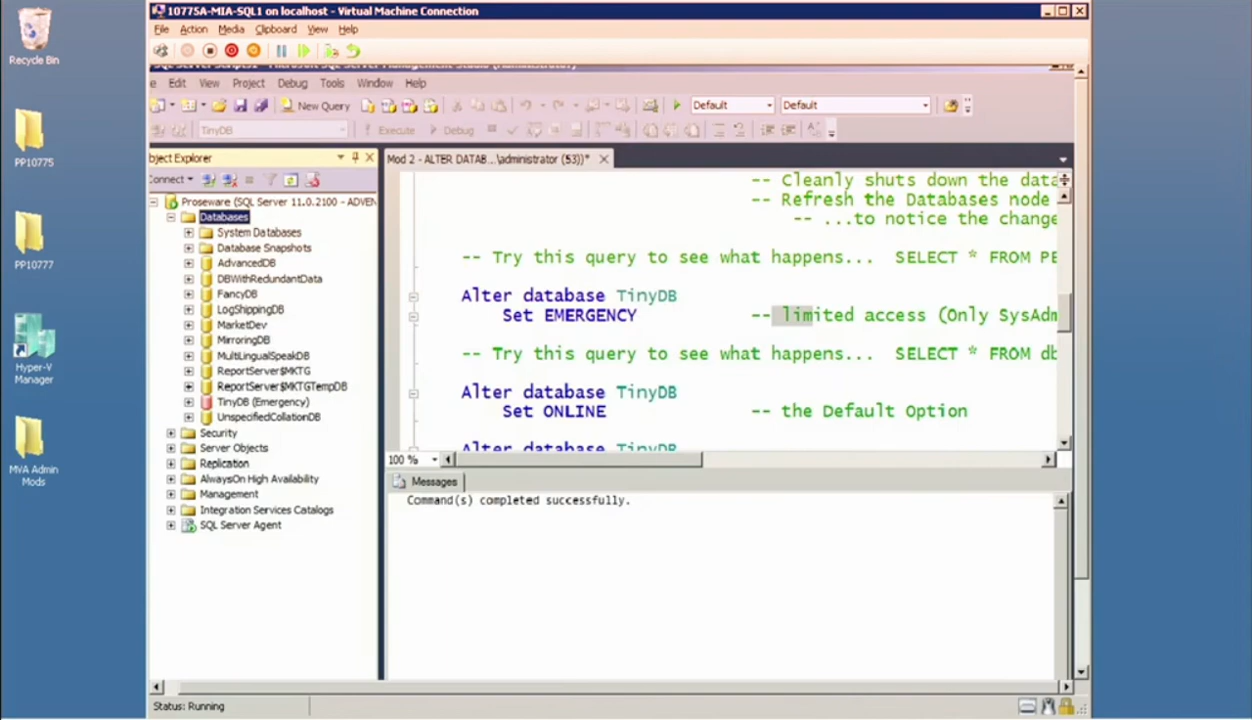 Recycle Bin
PP10775
PP10777
Hyper-V
Manager
MVA Admin
Mods
10775A-MIA-SQL1 on localhost - Virtual Machine Connection
File Action Media Clipboard View Help
Edit View Project Debug Tools Window Help
New Query Default Default
TinyDB Execute Debug
bject Explorer
onnect
Proseware (SQL Server 11.0.2100 - ADVEN
Databases
System Databases
Database Snapshots
AdvancedDB
DBWithRedundantData
FancyDB
LogShippingDB
MarketDev
MirroringDB
MultiLingualSpeakDB
ReportServer$MKTG
ReportServer$MKTGTempDB
TinyDB (Emergency)
UnspecifiedCollationDB
Security
Server Objects
Replication
AlwaysOn High Availability
Management
Integration Services Catalogs
SQL Server Agent
Mod 2 - ALTER DATAB...\administrator (53))*
-- Cleanly shuts down the data
-- Refresh the Databases node
-- ...to notice the change
-- Try this query to see what happens... SELECT * FROM PE
Alter database TinyDB
Set EMERGENCY -- limited access (Only SysAdm
-- Try this query to see what happens... SELECT * FROM db
Alter database TinyDB
Set ONLINE -- the Default Option
Alter database TinyDB
100 %
Messages
Command(s) completed successfully.
Status: Running